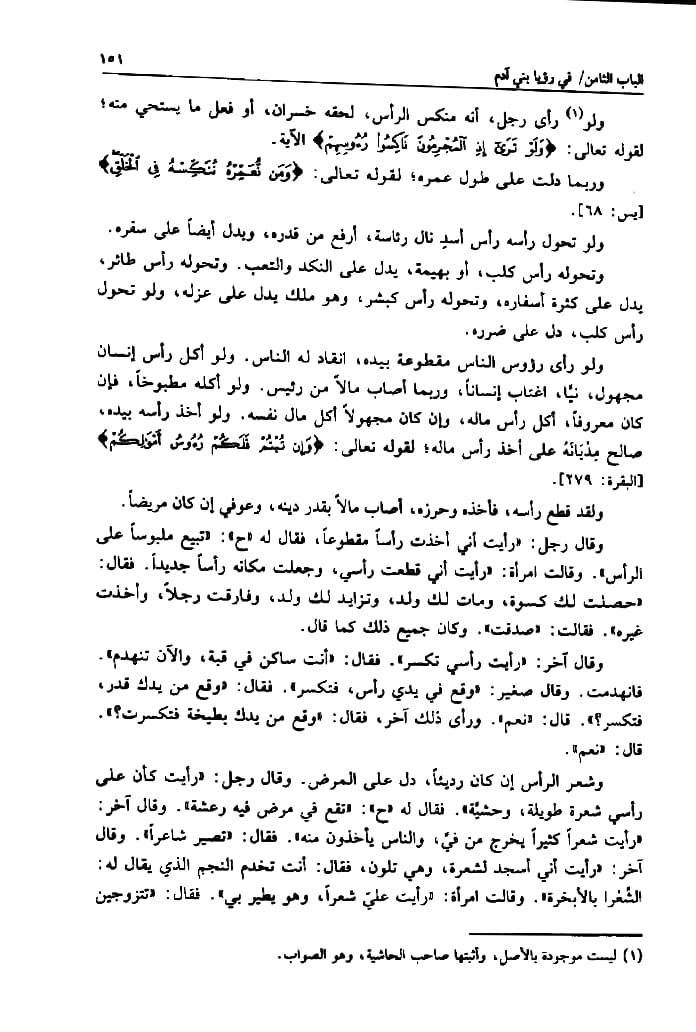 الباب الثامن/ في رؤيا بني آدم ١٥١
ولو(١) رأى رجل، أنه منكس الرأس، لحقه خسران، أو فعل ما يستحي منه؛
لقوله تعالى: ﴿وَلَوْ تَرَىٰٓ إِذِ ٱلْمُجْرِمُونَ نَاكِسُوا۟ رُءُوسِهِمْ﴾ الآية.
وربما دلت على طول عمره؛ لقوله تعالى: ﴿وَمَن نُّعَمِّرْهُ نُنَكِّسْهُ فِى ٱلْخَلْقِ﴾
[يس: ٦٨].
ولو تحول رأسه رأس أسدٍ نال رئاسة، أرفع من قدره، ويدل أيضاً على سفره.
وتحوله رأس كلب، أو بهيمة، يدل على النكد والتعب. وتحوله رأس طائر،
يدل على كثرة أسفاره، وتحوله رأس كبشر، وهو ملك يدل على عزله، ولو تحول
رأس كلب، دل على ضرره.
ولو رأى رؤوس الناس مقطوعة بيده، انقاد له الناس. ولو أكل رأس إنسان
مجهول، نيًّا، اغتاب إنساناً، وربما أصاب مالاً من رئيس. ولو أكله مطبوخاً، فإن
كان معروفاً، أكل رأس ماله، وإن كان مجهولاً أكل مال نفسه. ولو أخذ رأسه بيده،
صالح مِدْيَانَهُ على أخذ رأس ماله؛ لقوله تعالى: ﴿وَإِن تُبْتُمْ فَلَكُمْ رُءُوسُ أَمْوَٰلِكُمْ﴾
[البقرة: ٢٧٩].
ولقد قطع رأسه، فأخذه وحرزه، أصاب مالاً بقدر دينه، وعوفي إن كان مريضاً.
وقال رجل: «رأيت أني أخذت رأساً مقطوعاً، فقال له «ح»: «تبيع ملبوساً على
الرأس». وقالت امرأة: «رأيت أني قطعت رأسي، وجعلت مكانه رأساً جديداً. فقال:
«حصلت لك كسوة، ومات لك ولد، وتزايد لك ولد، وفارقت رجلاً، وأخذت
غيره». فقالت: «صدقت». وكان جميع ذلك كما قال.
وقال آخر: «رأيت رأسي تكسر». فقال: «أنت ساكن في قبة، والآن تنهدم».
فانهدمت. وقال صغير: «وقع في يدي رأس، فتكسر». فقال: «وقع من يدك قدر،
فتكسر؟». قال: «نعم». ورأى ذلك آخر، فقال: «وقع من يدك بطيخة فتكسرت؟».
قال: «نعم».
وشعر الرأس إن كان رديئاً، دل على المرض. وقال رجل: «رأيت كأن على
رأسي شعرة طويلة، وحشيَّة». فقال له «ح»: «تقع في مرض فيه رعشة». وقال آخر:
«رأيت شعراً كثيراً يخرج من فيَّ، والناس يأخذون منه». فقال: «تصير شاعراً». وقال
آخر: «رأيت أني أسجد لشعرة، وهي تلون، فقال: أنت تخدم النجم الذي يقال له:
الشعْرا بالأبخرة». وقالت امرأة: «رأيت عليّ شعراً، وهو يطير بي». فقال: «تتزوجين
(١) ليست موجودة بالأصل، وأثبتها صاحب الحاشية، وهو الصواب.